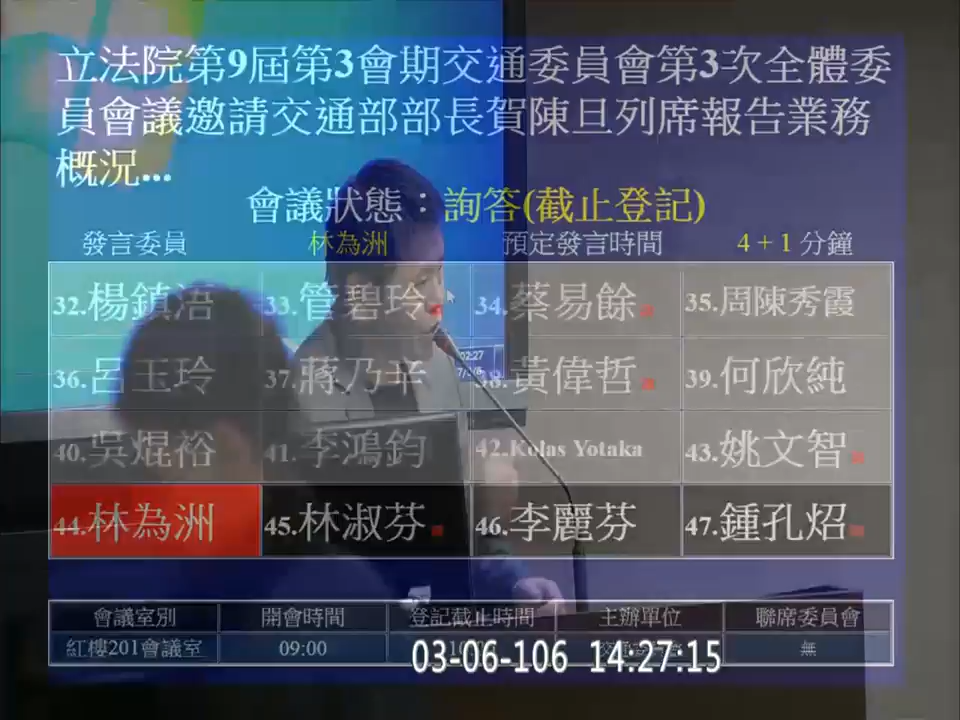 立法院第9屆第3會期交通委員會第3次全體委
員會議邀請交通部部長賀陳旦列席報告業務
概況...
會議狀態：詢答(截止登記)
發言委員 林為洲 預定發言時間 4 + 1 分鐘
32.楊鎮浯 33.管碧玲 34.蔡易餘 35.周陳秀霞
36.呂玉玲 37.蔣乃辛 38.黃偉哲 39.何欣純
40.吳焜裕 41.李鴻鈞 42.Kolas Yotaka 43.姚文智
44.林為洲 45.林淑芬 46.李麗芬 47.鍾孔炤
會議室別 開會時間 登記截止時間 主辦單位 聯席委員會
紅樓201會議室 09:00 無
03-06-106 14:27:15